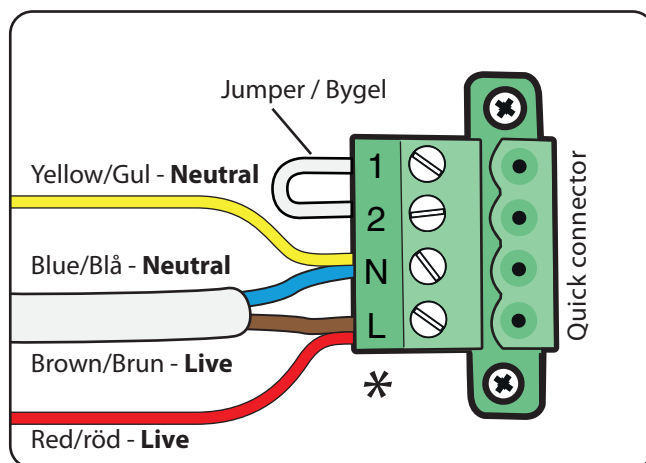 Jumper / Bygel
Yellow/Gul - Neutral
Blue/Blå - Neutral
Brown/Brun - Live
Red/röd - Live
1
2
N
L
*
Quick connector